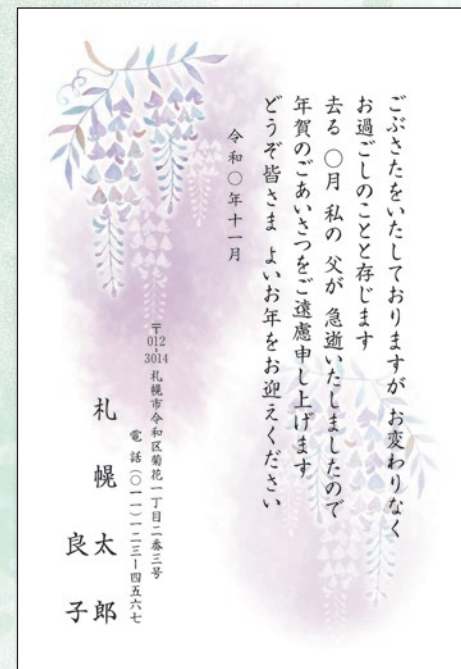 ごぶさたをいたしておりますが お変わりなく
お過ごしのことと存じます
去る 〇月 私の 父が 急逝いたしましたので
年賀のごあいさつをご遠慮申し上げます
どうぞ皆さま よいお年をお迎えください
令和〇年十一月
〒012-3014 札幌市令和区菊花一丁目二番三号
電話(〇一一)一二三ー四五六七
札幌 太郎
良子